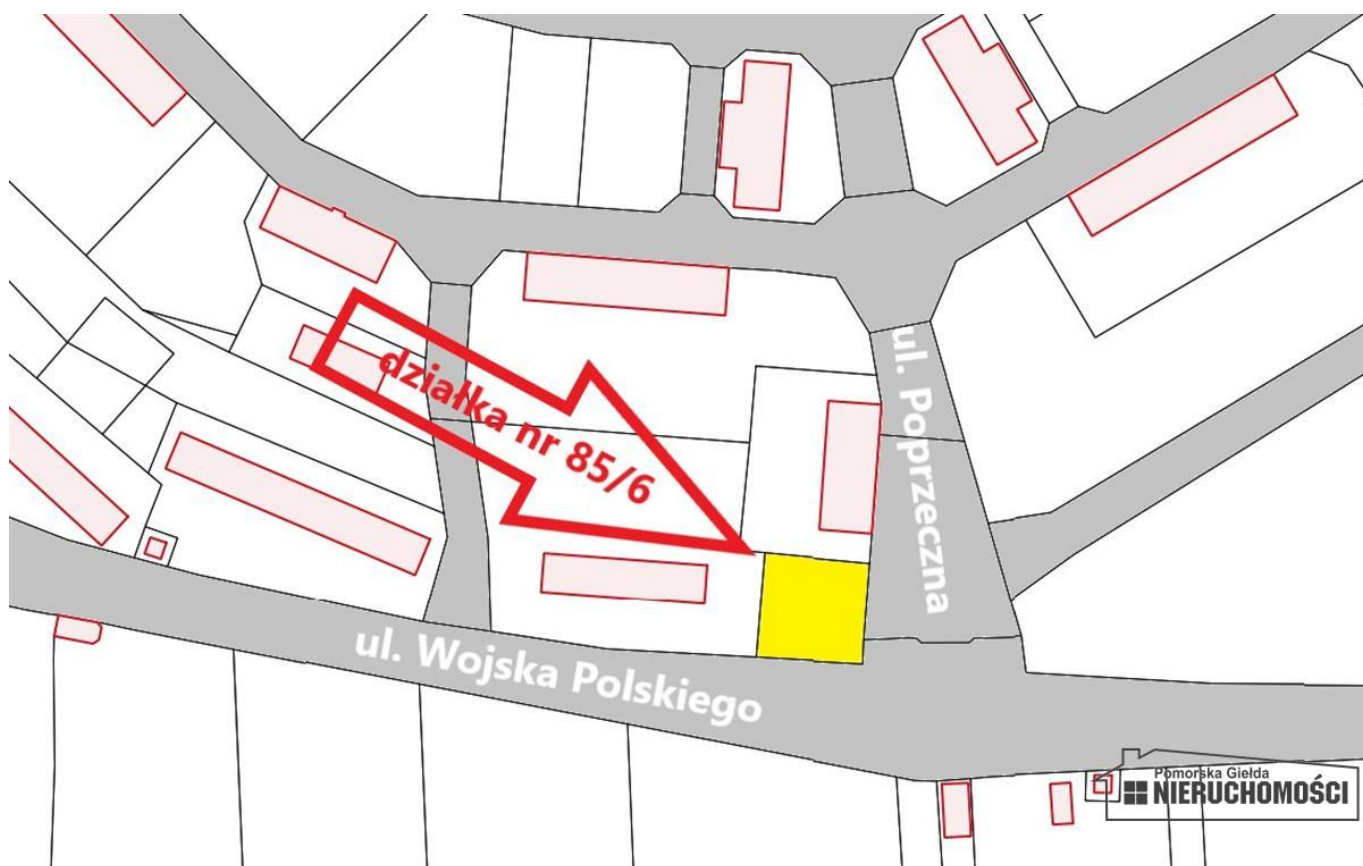 działka nr 85/6
ul. Poprzeczna
ul. Wojska Polskiego
Pomorska Giełda
NIERUCHOMOŚCI